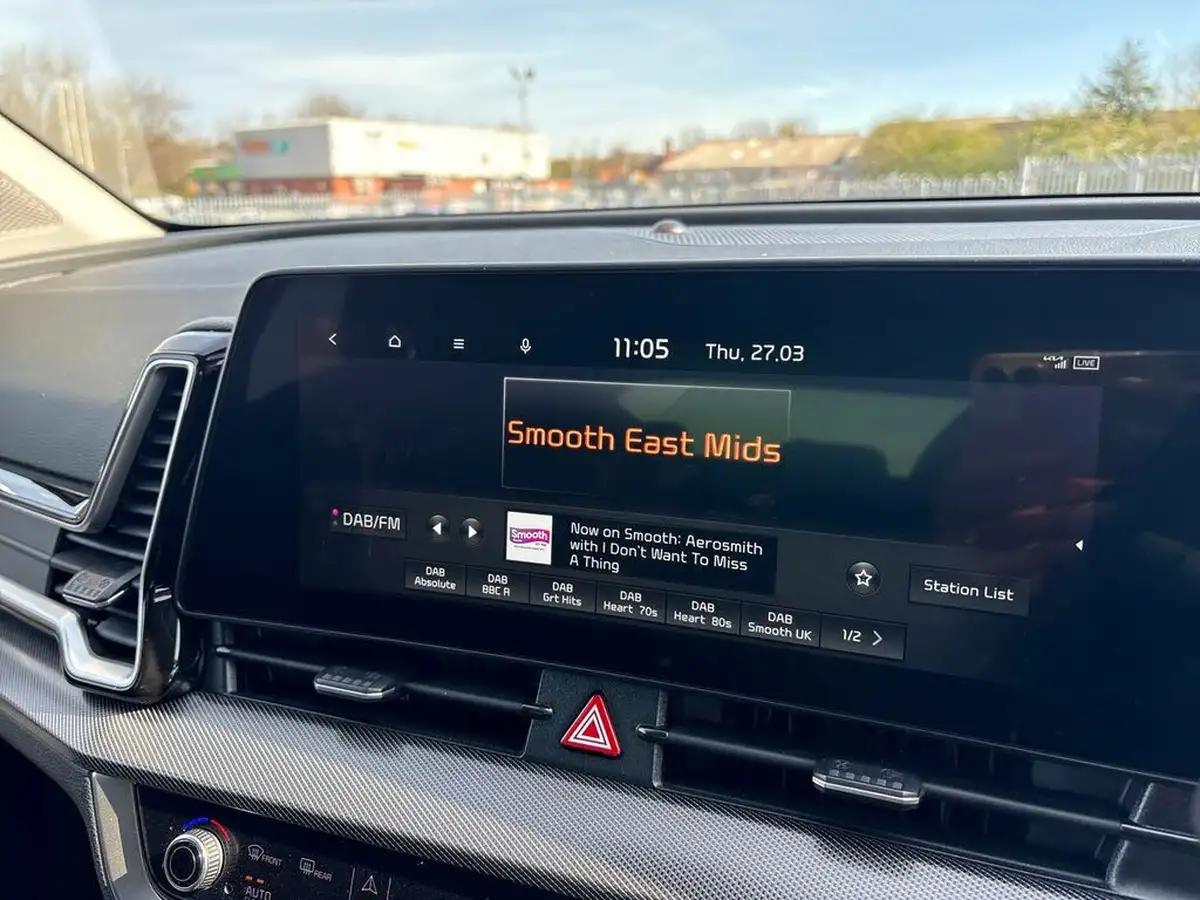 11:05
Thu, 27.03
KIA
LIVE
Smooth East Mids
DAB/FM
Smooth
Now on Smooth: Aerosmith
with I Don't Want To Miss
A Thing
Station List
DAB
Absolute
DAB
BBC R
DAB
Grt Hits
DAB
Heart 70s
DAB
Heart 80s
DAB
Smooth UK
1/2
FRONT
REAR
AUTO